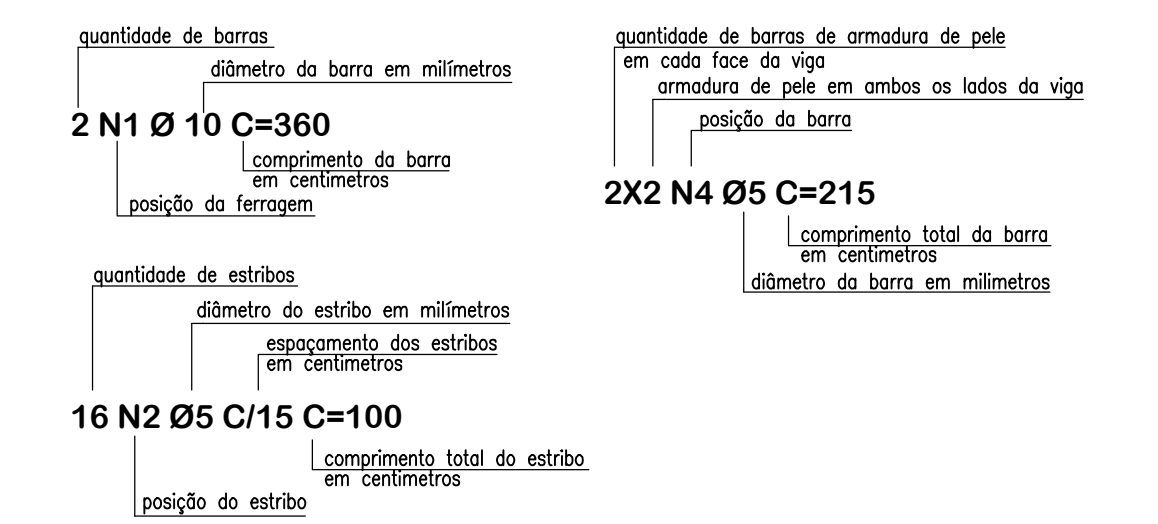 quantidade de barras
diâmetro da barra em milímetros
2 N1 Ø 10 C=360
comprimento da barra
em centimetros
posição da ferragem
quantidade de barras de armadura de pele
em cada face da viga
armadura de pele em ambos os lados da viga
posição da barra
2X2 N4 Ø5 C=215
comprimento total da barra
em centimetros
diâmetro da barra em milimetros
quantidade de estribos
diâmetro do estribo em milímetros
espaçamento dos estribos
em centimetros
16 N2 Ø5 C/15 C=100
comprimento total do estribo
em centimetros
posição do estribo